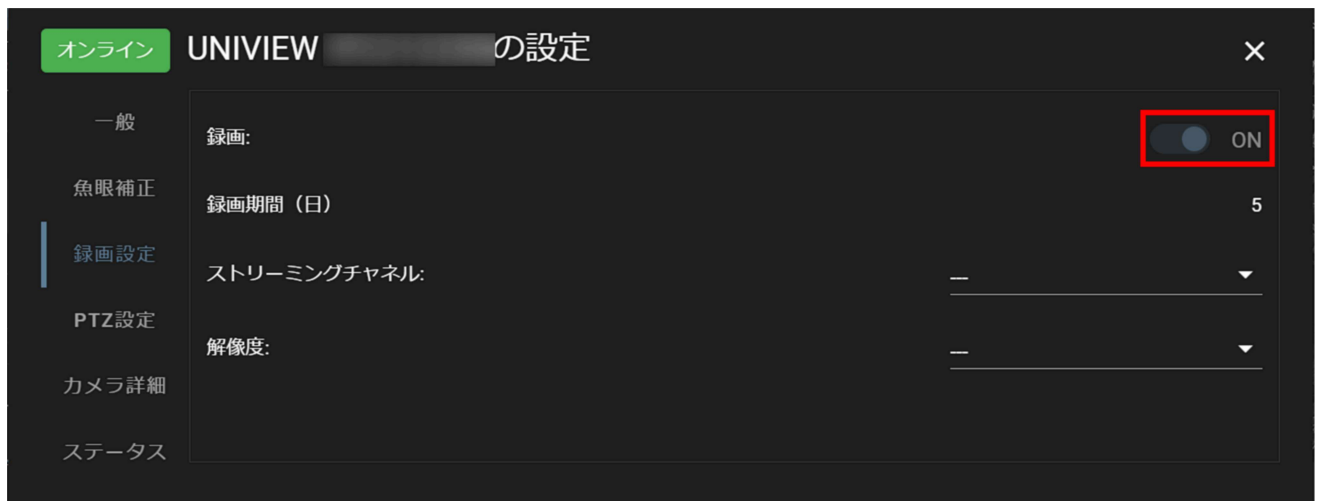 オンライン UNIVIEW の設定 ×
一般
魚眼補正
録画設定
PTZ設定
カメラ詳細
ステータス
録画: ON
録画期間（日） 5
ストリーミングチャネル: ---
解像度: ---